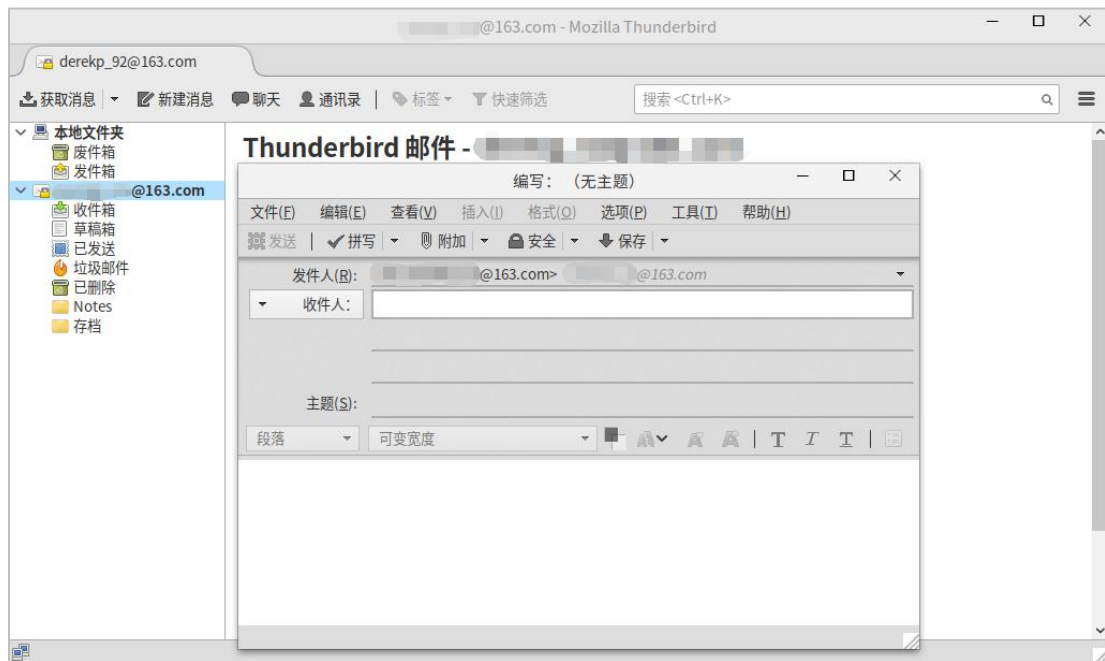 @163.com - Mozilla Thunderbird
derekp_92@163.com
获取消息 新建消息 聊天 通讯录 标签 快速筛选 搜索 <Ctrl+K>
本地文件夹
废件箱
发件箱
@163.com
收件箱
草稿箱
已发送
垃圾邮件
已删除
Notes
存档
Thunderbird 邮件 -
编写: (无主题)
文件(F) 编辑(E) 查看(V) 插入(I) 格式(O) 选项(P) 工具(T) 帮助(H)
发送 拼写 附加 安全 保存
发件人(R): @163.com> @163.com
收件人:
主题(S):
段落 可变宽度